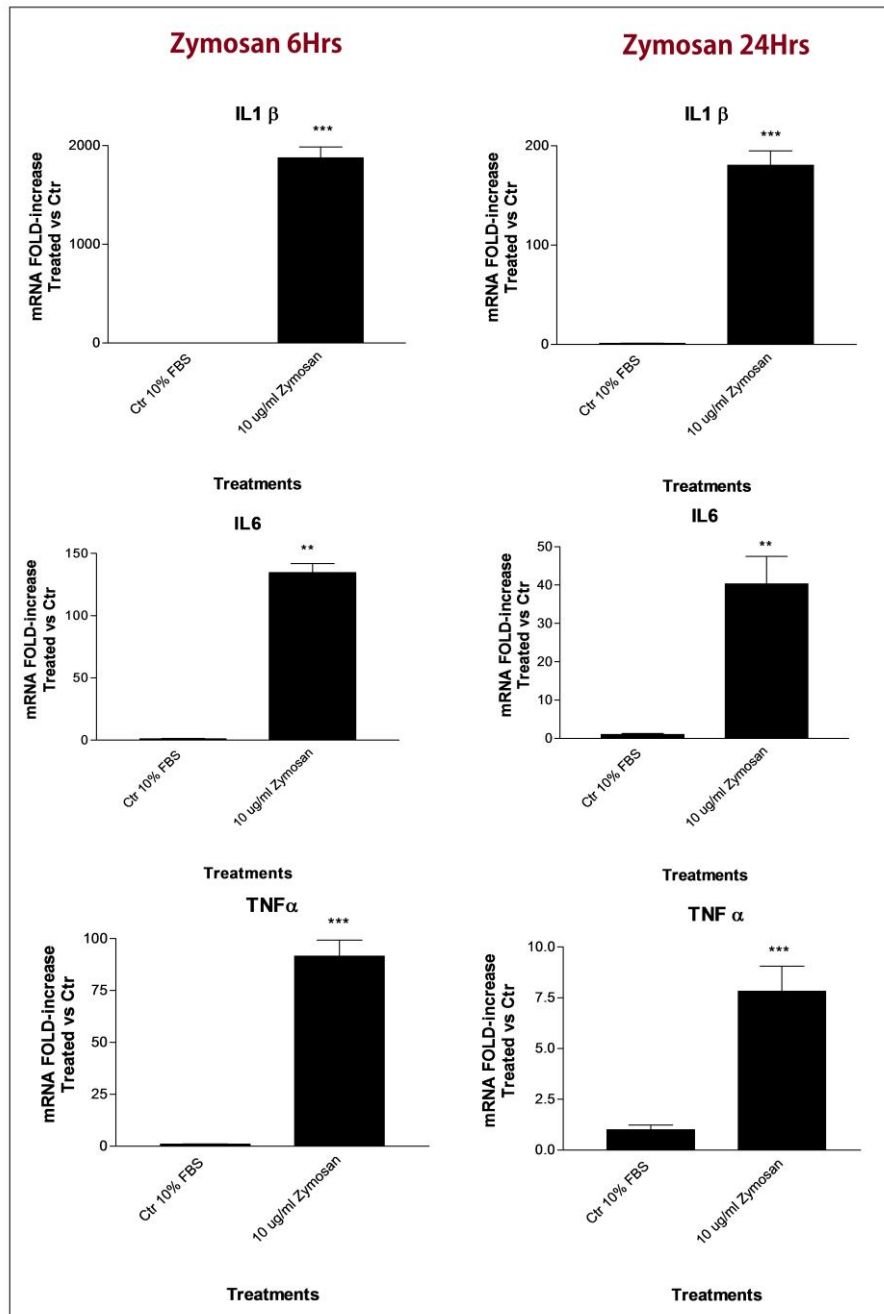 Zymosan 6Hrs
Zymosan 24Hrs
IL1 β
***
mRNA FOLD-increase
Treated vs Ctr
2000
1000
0
Ctr 10% FBS
10 ug/ml Zymosan
Treatments
IL1 β
***
mRNA FOLD-increase
Treated vs Ctr
200
100
0
Ctr 10% FBS
10 ug/ml Zymosan
Treatments
IL6
**
mRNA FOLD-increase
Treated vs Ctr
150
100
50
0
Ctr 10% FBS
10 ug/ml Zymosan
Treatments
IL6
**
mRNA FOLD-increase
Treated vs Ctr
50
40
30
20
10
0
Ctr 10% FBS
10 ug/ml Zymosan
Treatments
TNFα
***
mRNA FOLD-increase
Treated vs Ctr
100
75
50
25
0
Ctr 10% FBS
10 ug/ml Zymosan
Treatments
TNF α
***
mRNA FOLD-increase
Treated vs Ctr
10.0
7.5
5.0
2.5
0.0
Ctr 10% FBS
10 ug/ml Zymosan
Treatments